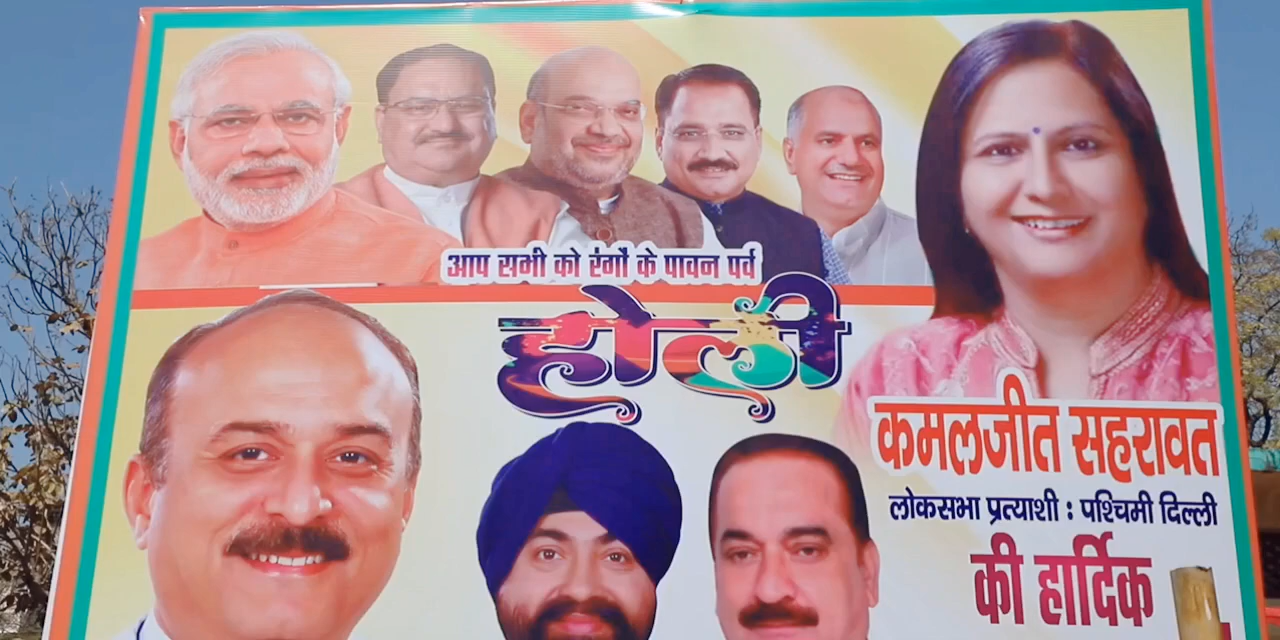 आप सभी को रंगों के पावन पर्व
होली
कमलजीत सहरावत
लोकसभा प्रत्याशी : पश्चिमी दिल्ली
की हार्दिक